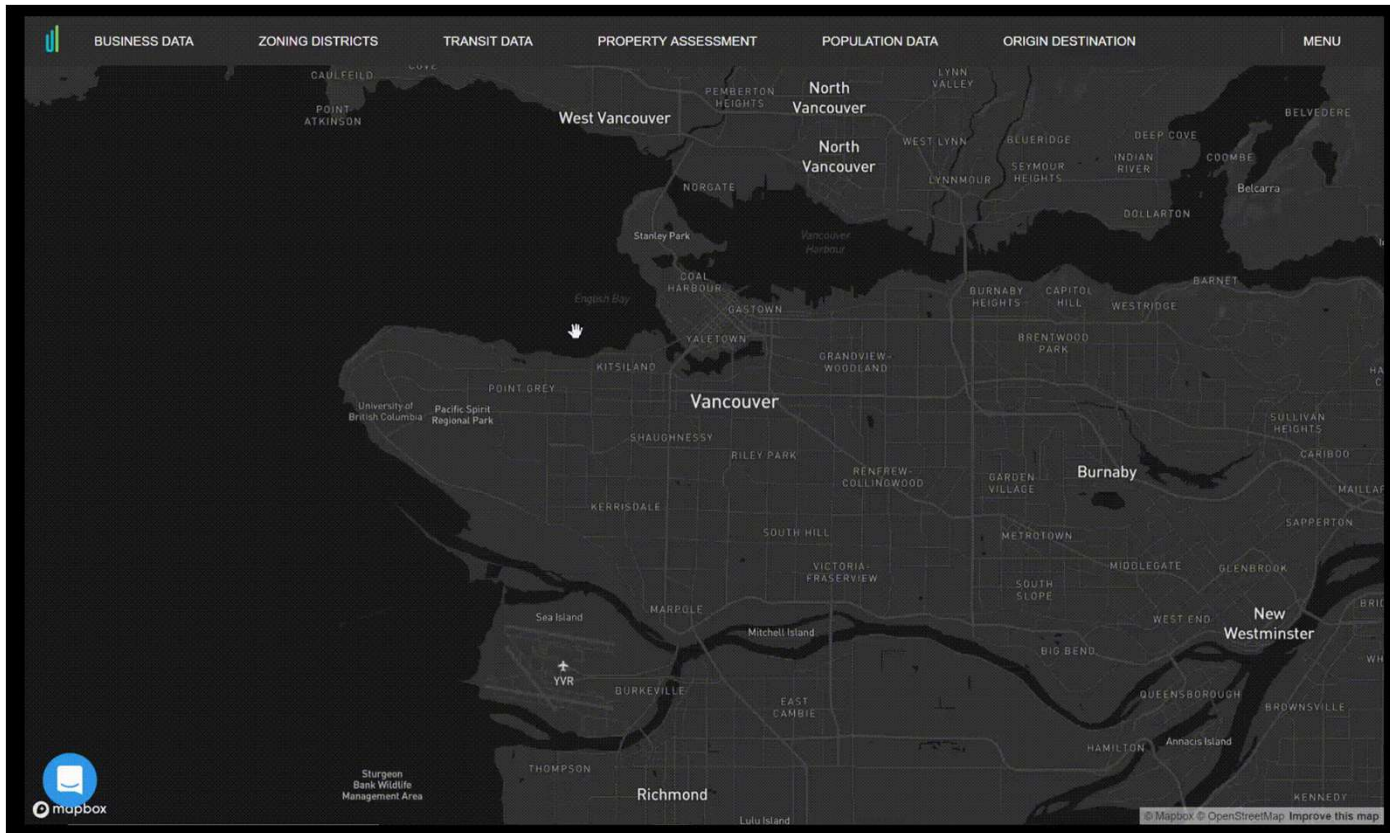 BUSINESS DATA
ZONING DISTRICTS
TRANSIT DATA
PROPERTY ASSESSMENT
POPULATION DATA
ORIGIN DESTINATION
MENU
CAULFEILD
COVE
POINT
ATKINSON
West Vancouver
PEMBERTON
HEIGHTS
North
Vancouver
LYNN
VALLEY
North
Vancouver
WEST LYNN
BLUERIDGE
DEEP COVE
BELVEDERE
NORGATE
LYNNMOUR
SEYMOUR
HEIGHTS
INDIAN
RIVER
COOMBE
Belcarra
DOLLARTON
Stanley Park
Vancouver
Harbour
COAL
HARBOUR
English Bay
GASTOWN
BURNABY
HEIGHTS
CAPITOL
HILL
WESTRIDGE
BARNET
YALETOWN
BRENTWOOD
PARK
KITSILANO
GRANDVIEW-
WOODLAND
POINT GREY
University of
British Columbia
Pacific Spirit
Regional Park
Vancouver
SHAUGHNESSY
SULLIVAN
HEIGHTS
RILEY PARK
RENFREW-
COLLINGWOOD
GARDEN
VILLAGE
Burnaby
CARIBOO
MAILLAR
KERRISDALE
SOUTH HILL
METROTOWN
SAPPERTON
VICTORIA-
FRASERVIEW
MIDDLEGATE
GLENBROOK
SOUTH
SLOPE
Sea Island
MARPOLE
Mitchell Island
WEST END
New
Westminster
BIG BEND
YVR
BURKEVILLE
EAST
CAMBIE
QUEENSBOROUGH
BROWNSVILLE
HAMILTON
Annacis Island
THOMPSON
Sturgeon
Bank Wildlife
Management Area
Richmond
KENNEDY
Lulu Island
mapbox
© Mapbox © OpenStreetMap Improve this map